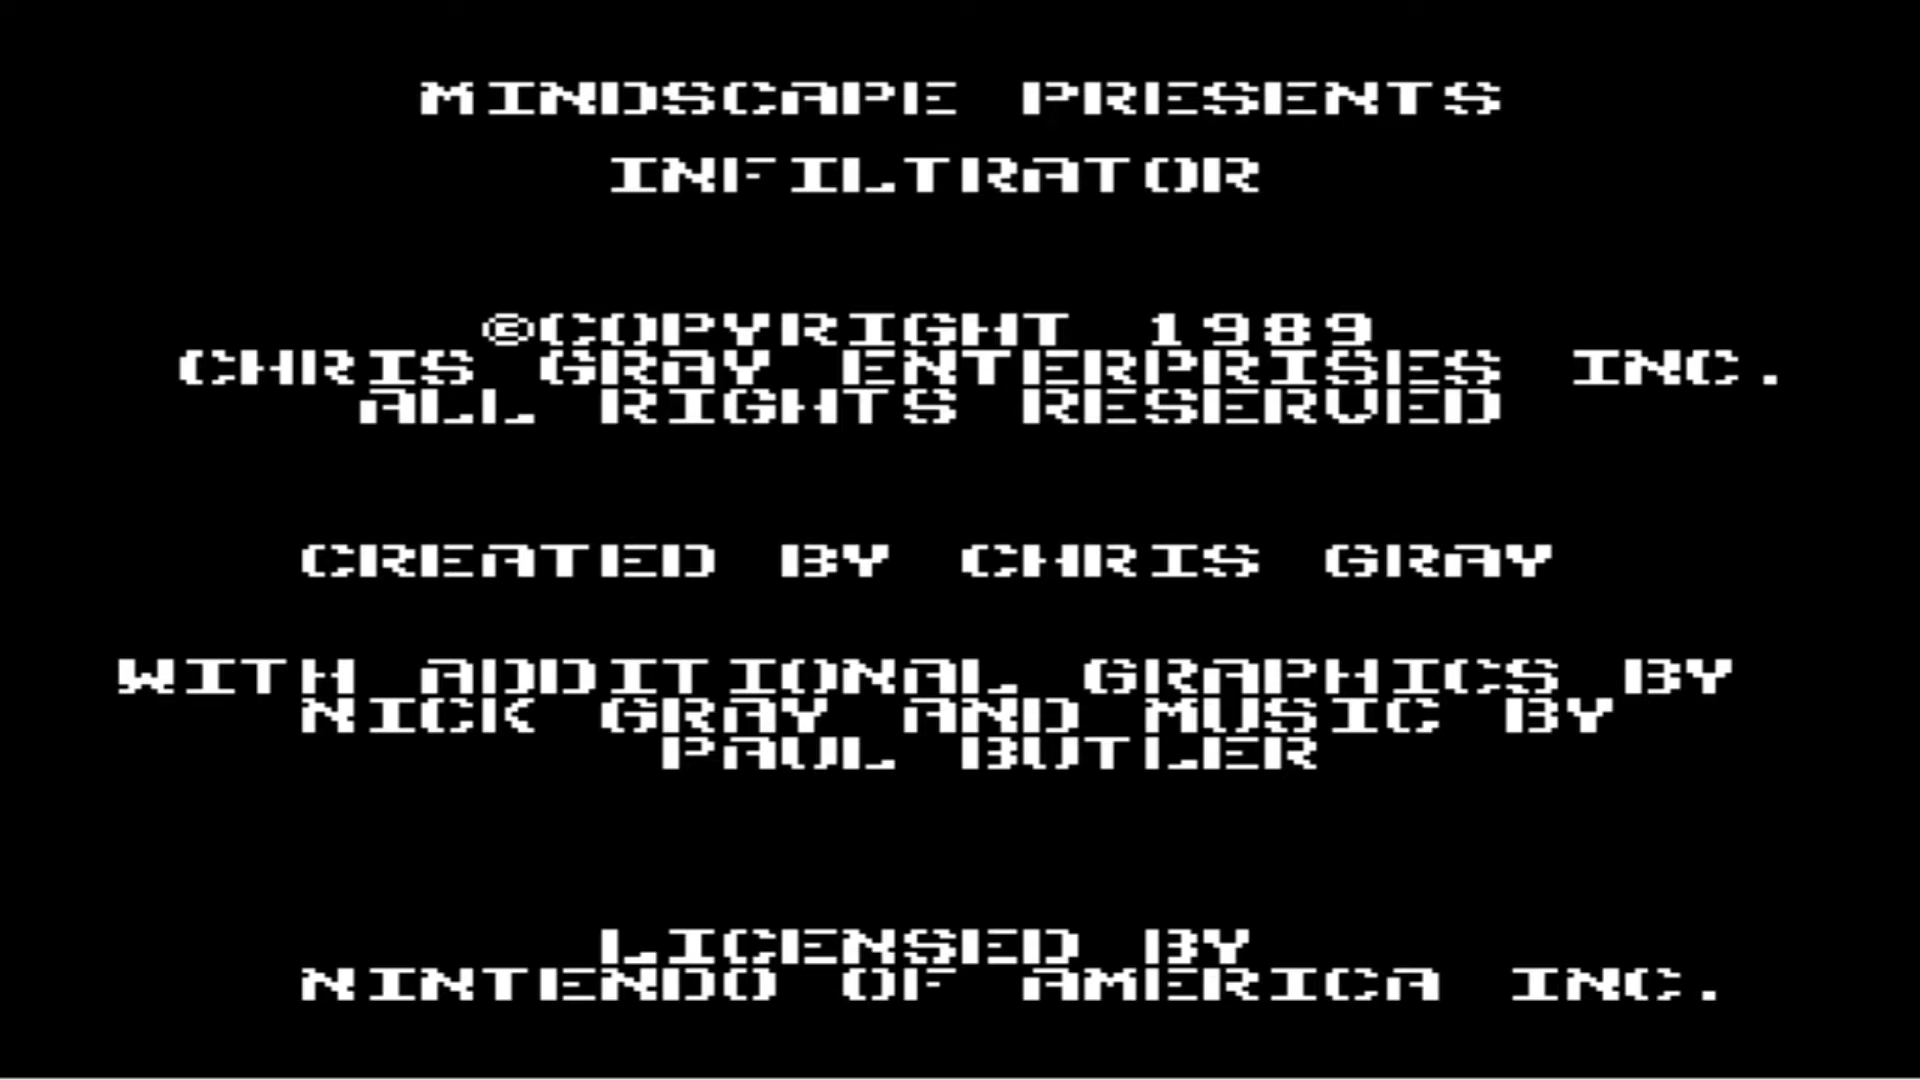 MINDSCAPE PRESENTS
INFILTRATOR
©COPYRIGHT 1989
CHRIS GRAY ENTERPRISES INC.
ALL RIGHTS RESERVED
CREATED BY CHRIS GRAY
WITH ADDITIONAL GRAPHICS BY
NICK GRAY AND MUSIC BY
PAUL BUTLER
LICENSED BY
NINTENDO OF AMERICA INC.